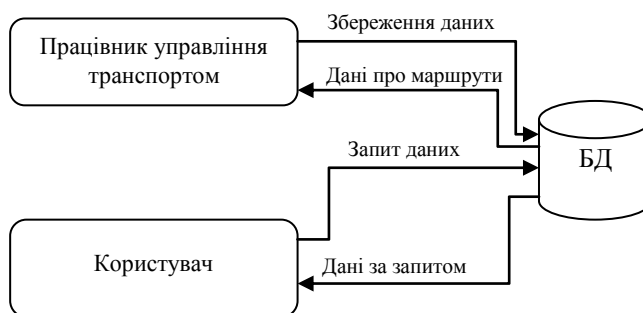 Збереження даних
Працівник управління
транспортом
Дані про маршрути
БД
Запит даних
Користувач
Дані за запитом